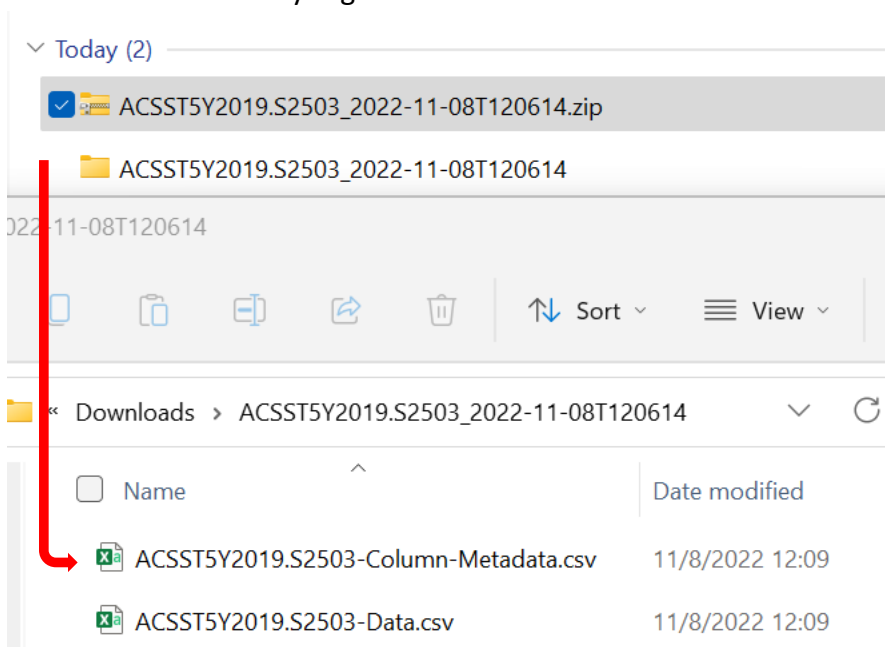 Today (2)
ACSST5Y2019.S2503_2022-11-08T120614.zip
ACSST5Y2019.S2503_2022-11-08T120614
022-11-08T120614
Sort
View
« Downloads > ACSST5Y2019.S2503_2022-11-08T120614
Name Date modified
ACSST5Y2019.S2503-Column-Metadata.csv 11/8/2022 12:09
ACSST5Y2019.S2503-Data.csv 11/8/2022 12:09